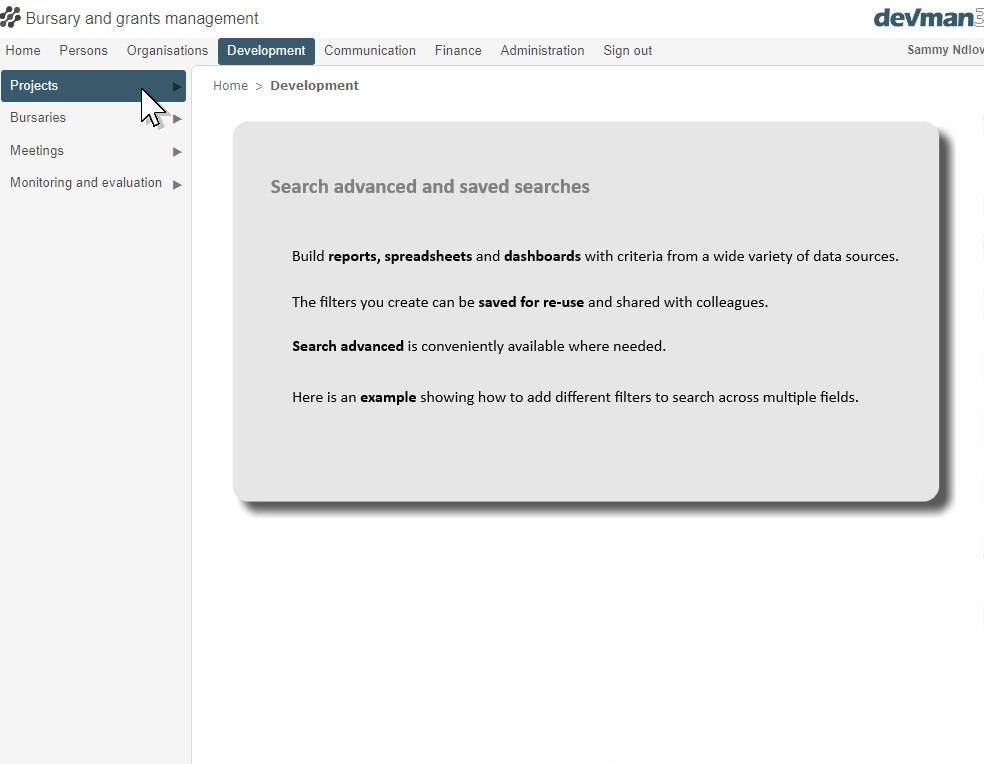 Bursary and grants management
devman
Home Persons Organisations Development Communication Finance Administration Sign out
Sammy Ndlov
Projects
Home > Development
Bursaries
Meetings
Monitoring and evaluation
Search advanced and saved searches
Build reports, spreadsheets and dashboards with criteria from a wide variety of data sources.
The filters you create can be saved for re-use and shared with colleagues.
Search advanced is conveniently available where needed.
Here is an example showing how to add different filters to search across multiple fields.